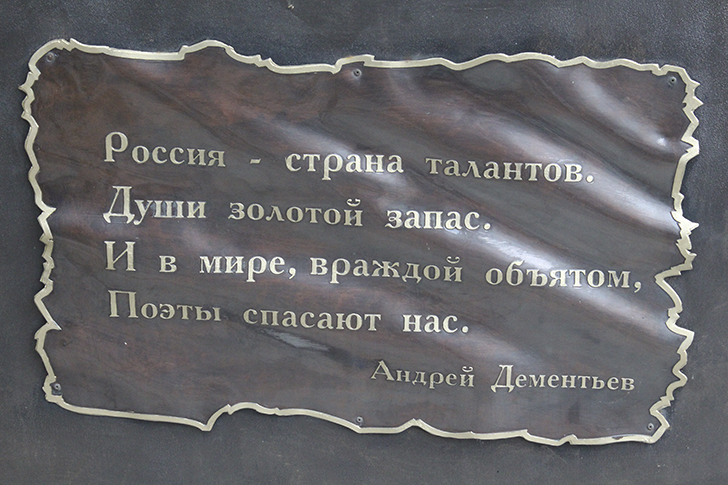 Россия - страна талантов.
Души золотой запас.
И в мире, враждой объятом,
Поэты спасают нас.
Андрей Дементьев